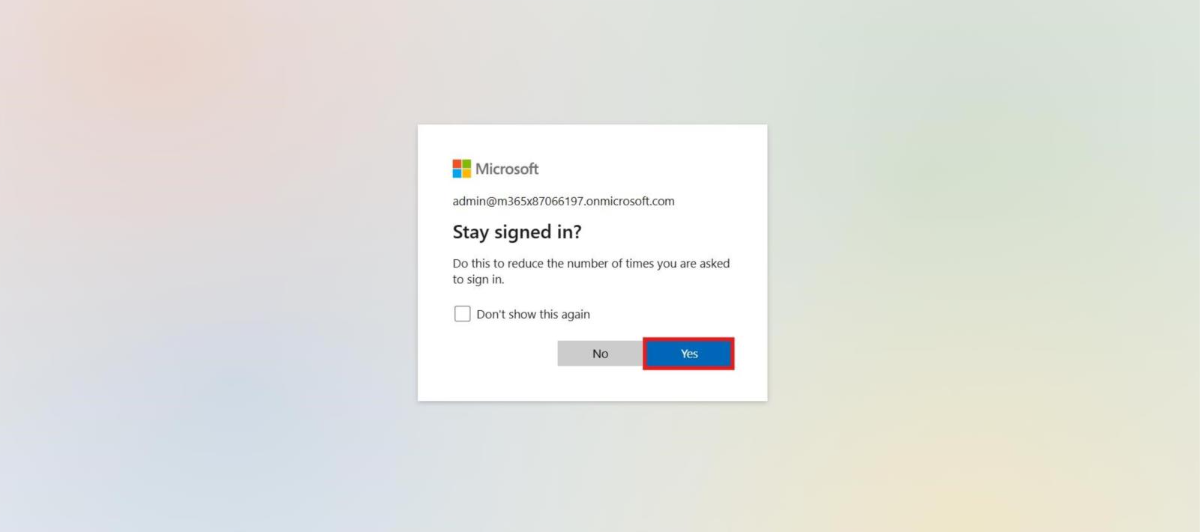 Microsoft
admin@m365x87066197.onmicrosoft.com
Stay signed in?
Do this to reduce the number of times you are asked
to sign in.
Don't show this again
No
Yes